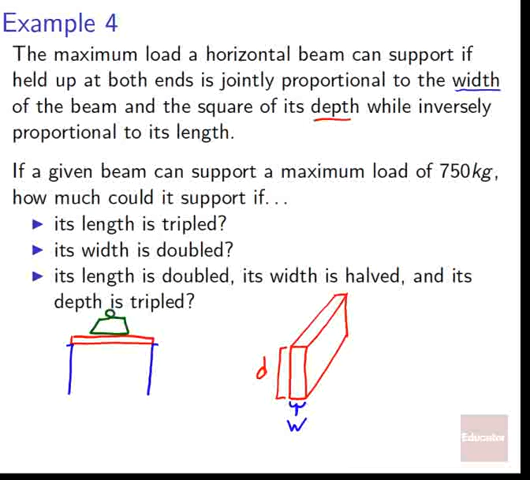 Example 4
The maximum load a horizontal beam can support if
held up at both ends is jointly proportional to the width
of the beam and the square of its depth while inversely
proportional to its length.
If a given beam can support a maximum load of 750kg,
how much could it support if...
▶ its length is tripled?
▶ its width is doubled?
▶ its length is doubled, its width is halved, and its
depth is tripled?
d
W
Educator